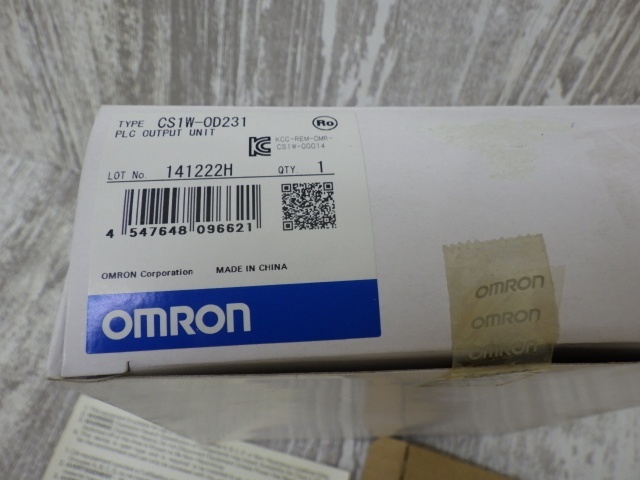 TYPE CS1W-OD231
PLC OUTPUT UNIT
Ro
KCC-REM-OMR-
CS1W-OOO14
LOT No. 141222H QTY. 1
4 547648 096621
OMRON Corporation MADE IN CHINA
OMRON
OMRON
OMRON
OMRON